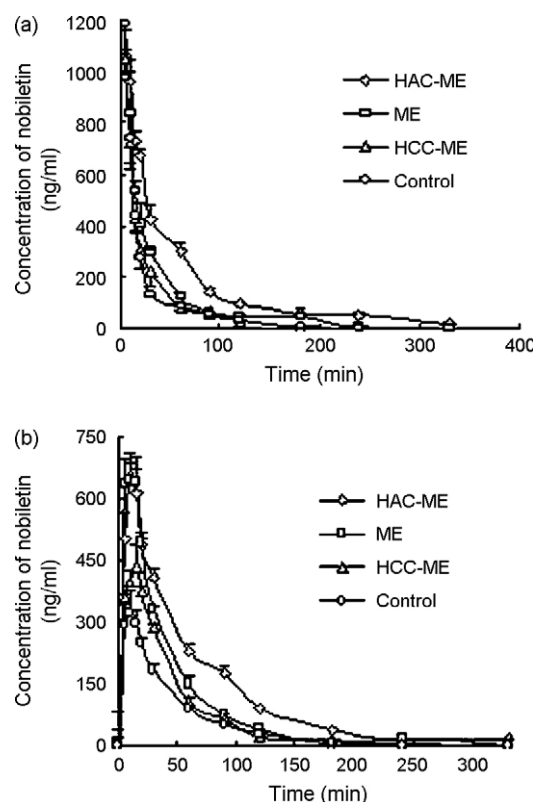 (a)
1200
1000
800
600
400
200
0
Concentration of nobiletin
(ng/ml)
HAC-ME
ME
HCC-ME
Control
0
100
200
300
400
Time (min)
(b)
750
600
450
300
150
0
Concentration of nobiletin
(ng/ml)
HAC-ME
ME
HCC-ME
Control
0
50
100
150
200
250
300
Time (min)